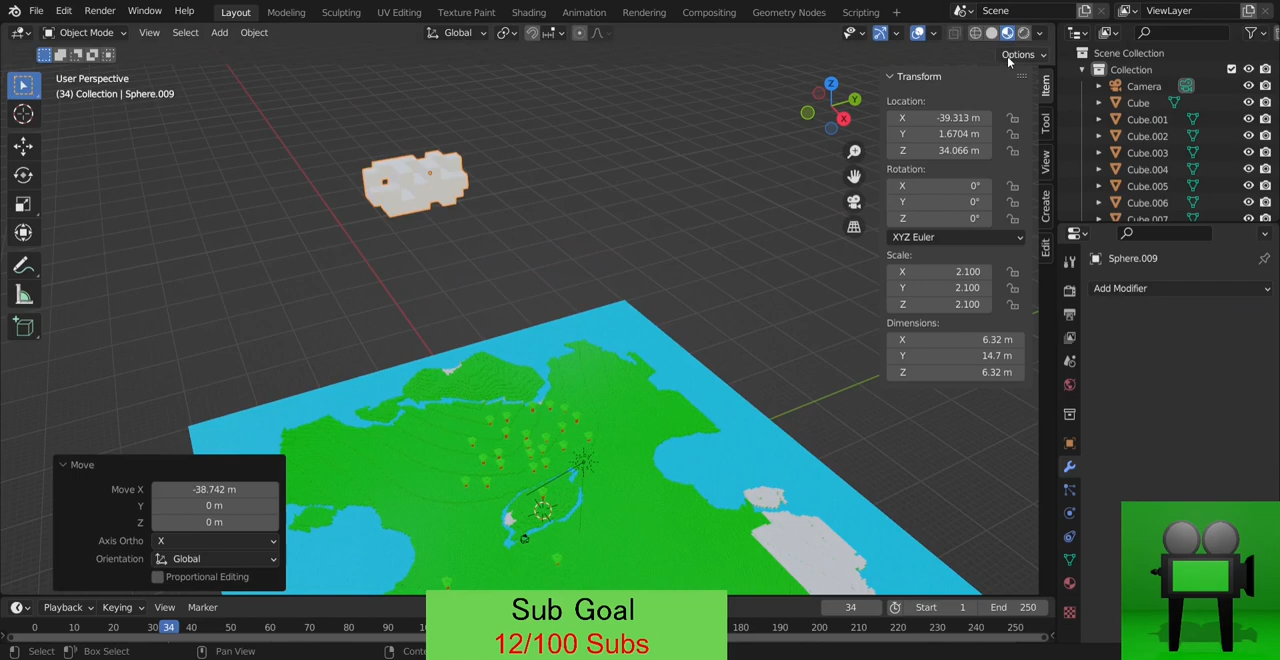 File Edit Render Window Help Layout Modeling Sculpting UV Editing Texture Paint Shading Animation Rendering Compositing Geometry Nodes Scripting + Scene ViewLayer
Object Mode View Select Add Object Global
Options
User Perspective
(34) Collection | Sphere.009
Transform
Location:
X -39.313 m
Y 1.6704 m
Z 34.066 m
Rotation:
X 0°
Y 0°
Z 0°
XYZ Euler
Scale:
X 2.100
Y 2.100
Z 2.100
Dimensions:
X 6.32 m
Y 14.7 m
Z 6.32 m
Item
Tool
View
Create
Edit
Z
Y
X
Scene Collection
Collection
Camera
Cube
Cube.001
Cube.002
Cube.003
Cube.004
Cube.005
Cube.006
Cube.007
Sphere.009
Add Modifier
Move
Move X -38.742 m
Y 0 m
Z 0 m
Axis Ortho X
Orientation Global
Proportional Editing
Playback Keying View Marker 34 Start 1 End 250
0 10 20 30 34 40 50 60 70 80 90 180 190 200 210 220 230 240 250
Select Box Select Pan View
Sub Goal
12/100 Subs